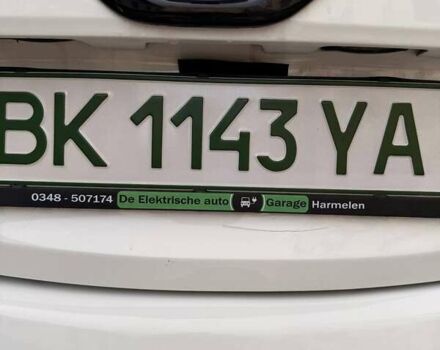 BK 1143 YA
0348 - 507174 De Elektrische auto Garage Harmelen